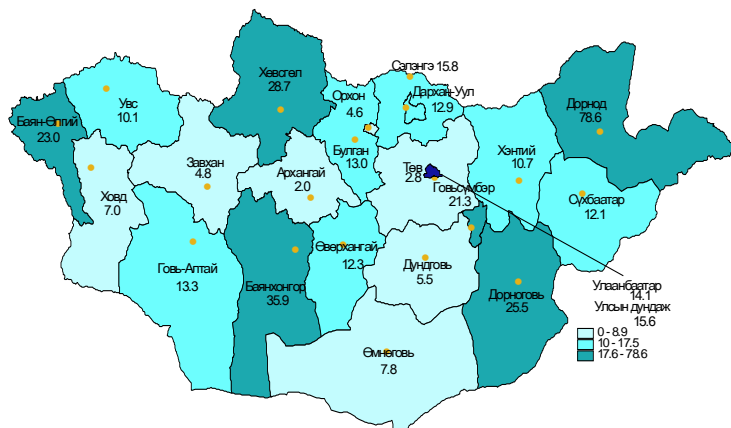 Сэлэнгэ 15.8
Хөвсгөл
28.7
Увс
10.1
Орхон
4.6
Дархан-Уул
12.9
Дорнод
78.6
Баян-Өлгий
23.0
Булган
13.0
Хэнтий
10.7
Завхан
4.8
Архангай
2.0
Төв
2.8
Говьсүмбэр
21.3
Сүхбаатар
12.1
Ховд
7.0
Өверхангай
12.3
Говь-Алтай
13.3
Баянхонгор
35.9
Дундговь
5.5
Дорноговь
25.5
Улаанбаатар
14.1
Улсын дундаж
15.6
0 - 8.9
10 - 17.5
17.6 - 78.6
Өмнөговь
7.8